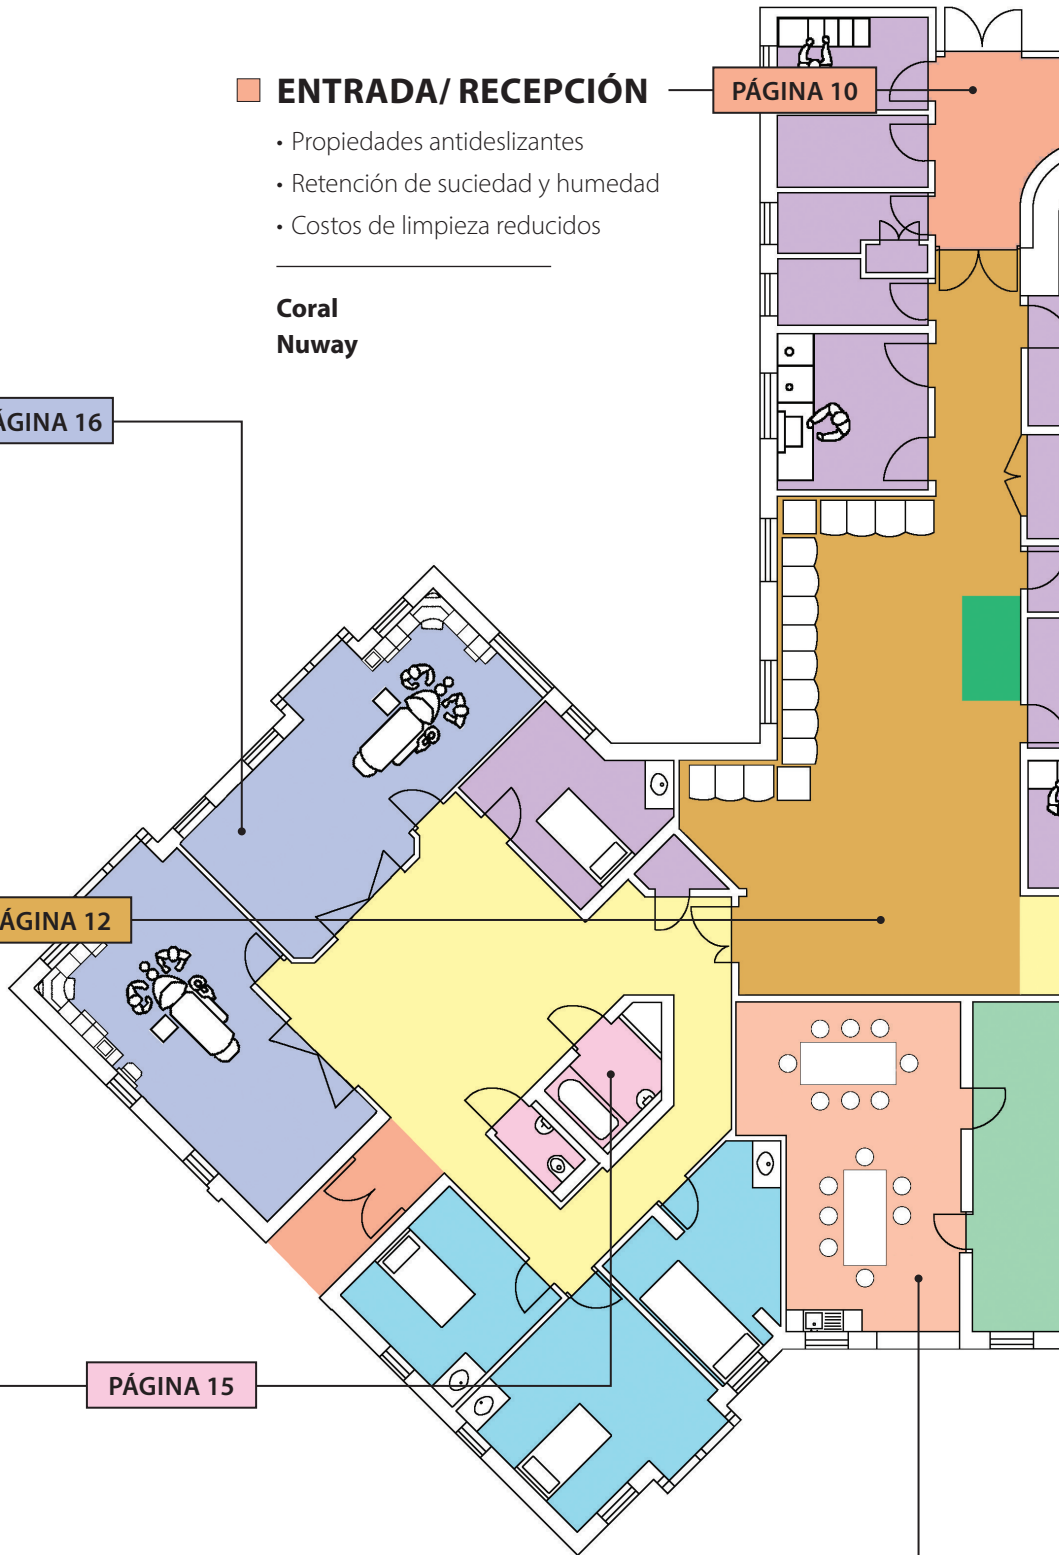 ENTRADA/ RECEPCIÓN
PÁGINA 10
• Propiedades antideslizantes
• Retención de suciedad y humedad
• Costos de limpieza reducidos
Coral
Nuway
ÁGINA 16
ÁGINA 12
PÁGINA 15